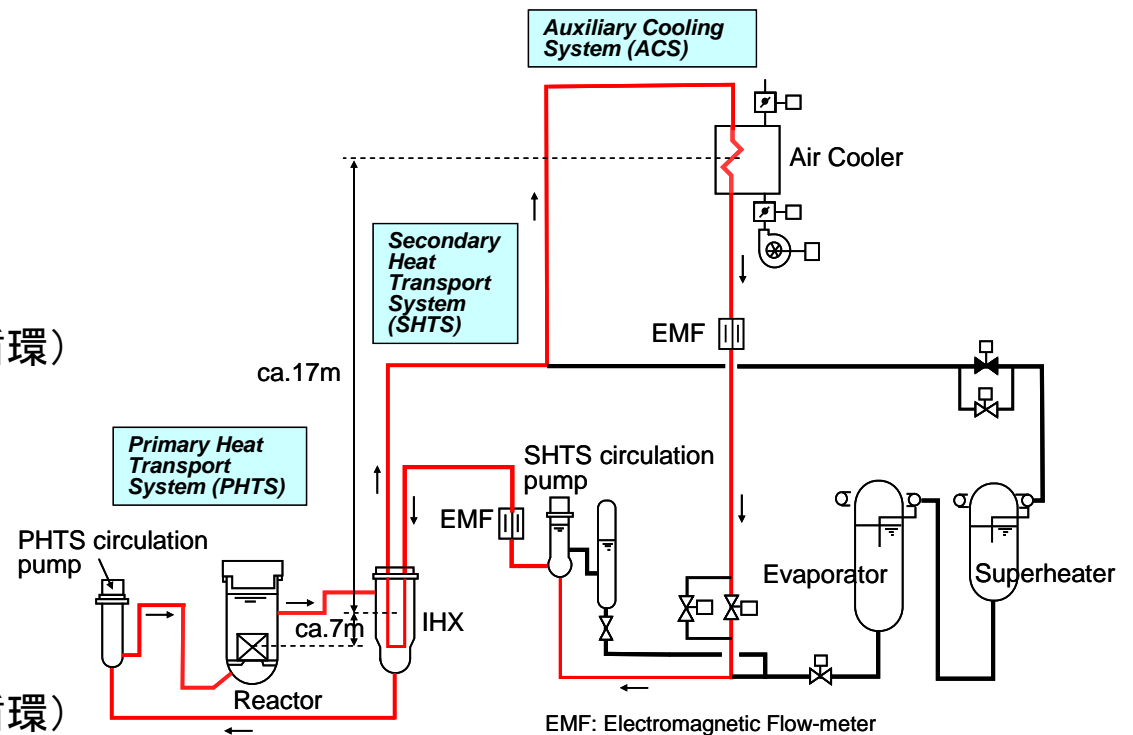 Auxiliary Cooling
System (ACS)
Air Cooler
Secondary
Heat
Transport
System
(SHTS)
EMF
環）
ca.17m
Primary Heat
Transport
System (PHTS)
SHTS circulation
pump
EMF
PHTS circulation
pump
Evaporator
Superheater
ca.7m
IHX
Reactor
環）
EMF: Electromagnetic Flow-meter